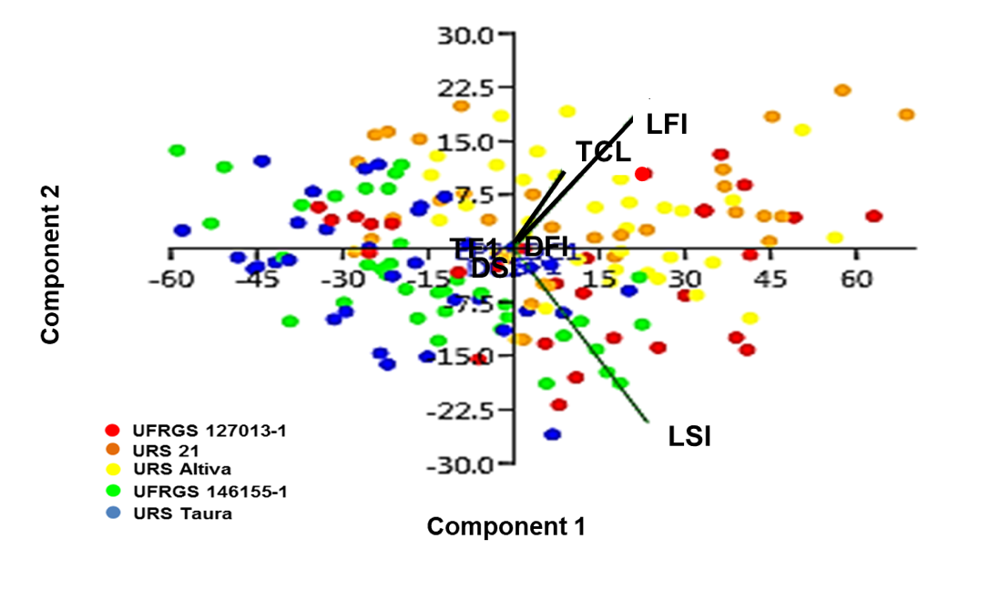 30.0
22.5
15.0
7.5
-7.5
-15.0
-22.5
-30.0
-60 -45 -30 -15 15 30 45 60
LFI
TCL
DFI
LSI
Component 2
Component 1
UFRGS 127013-1
URS 21
URS Altiva
UFRGS 146155-1
URS Taura